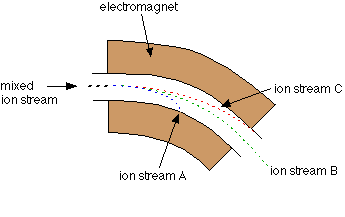 electromagnet
mixed
ion stream
ion stream C
ion stream A
ion stream B